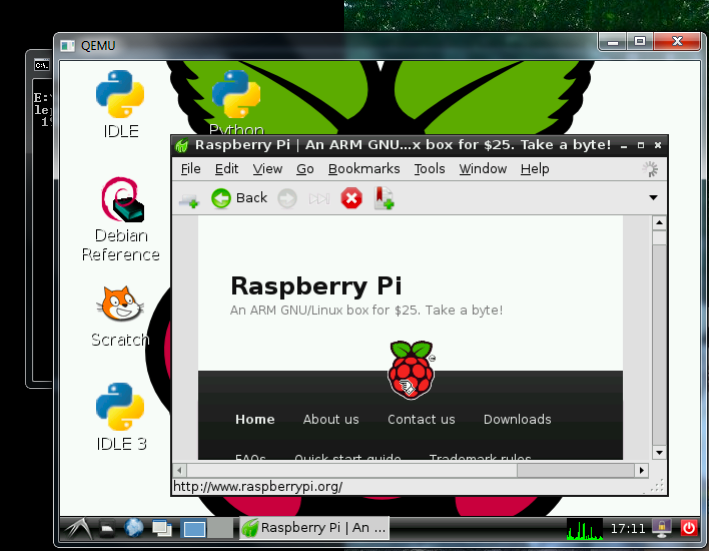 QEMU
C:\.
E:\
le
1
IDLE
Python
Debian
Reference
Scratch
IDLE 3
Raspberry Pi | An ARM GNU...x box for $25. Take a byte!
File Edit View Go Bookmarks Tools Window Help
Back
Raspberry Pi
An ARM GNU/Linux box for $25. Take a byte!
Home About us Contact us Downloads
FAQs Quick start guide Trademark rules
http://www.raspberrypi.org/
Raspberry Pi | An ...
17:11